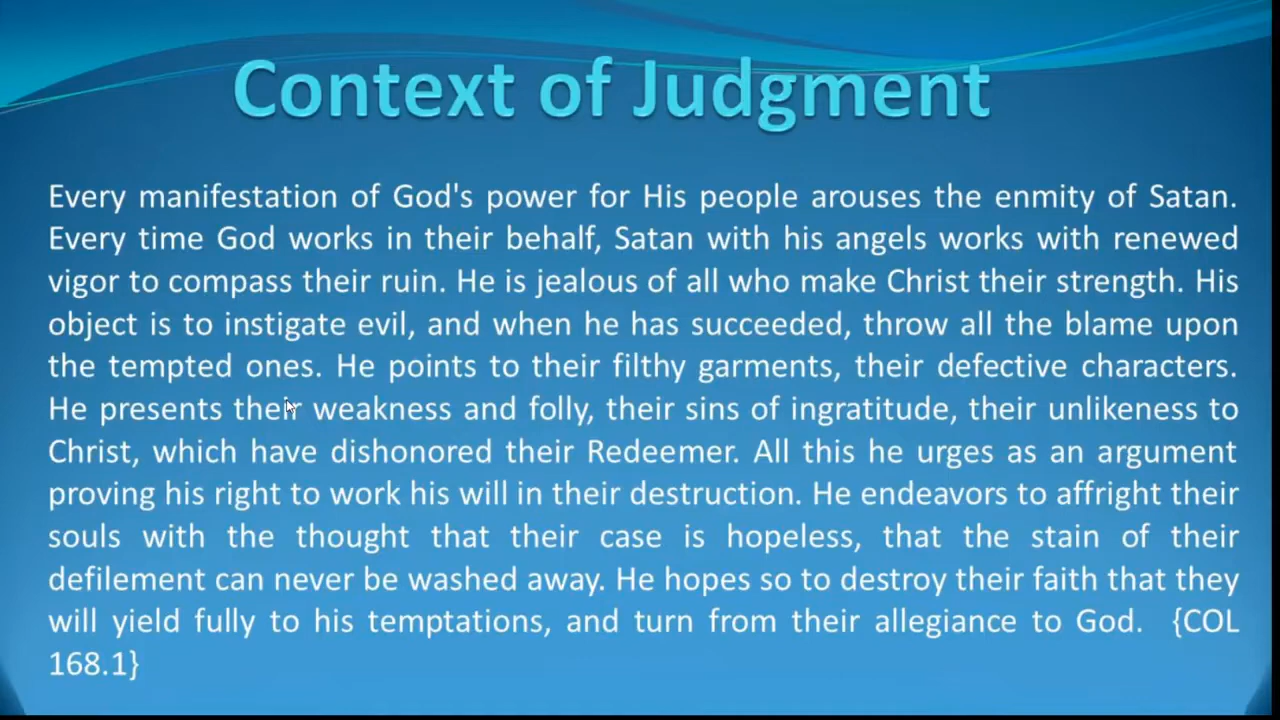 Context of Judgment
Every manifestation of God's power for His people arouses the enmity of Satan.
Every time God works in their behalf, Satan with his angels works with renewed
vigor to compass their ruin. He is jealous of all who make Christ their strength. His
object is to instigate evil, and when he has succeeded, throw all the blame upon
the tempted ones. He points to their filthy garments, their defective characters.
He presents their weakness and folly, their sins of ingratitude, their unlikeness to
Christ, which have dishonored their Redeemer. All this he urges as an argument
proving his right to work his will in their destruction. He endeavors to affright their
souls with the thought that their case is hopeless, that the stain of their
defilement can never be washed away. He hopes so to destroy their faith that they
will yield fully to his temptations, and turn from their allegiance to God. {COL
168.1}